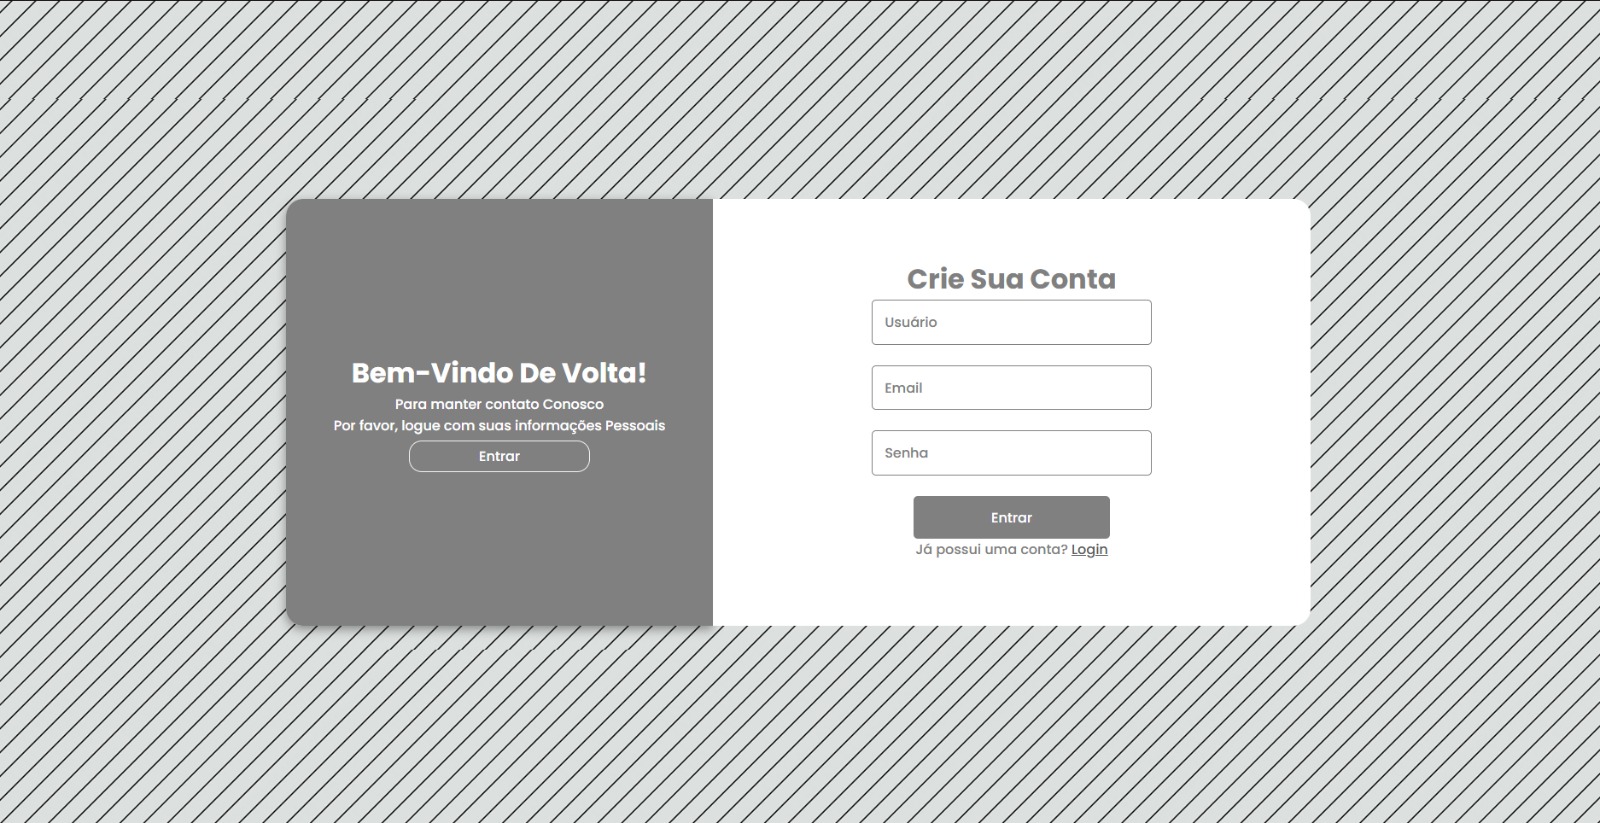 Bem-Vindo De Volta!
Para manter contato Conosco
Por favor, logue com suas informações Pessoais
Entrar
Crie Sua Conta
Usuário
Email
Senha
Entrar
Já possui uma conta? Login